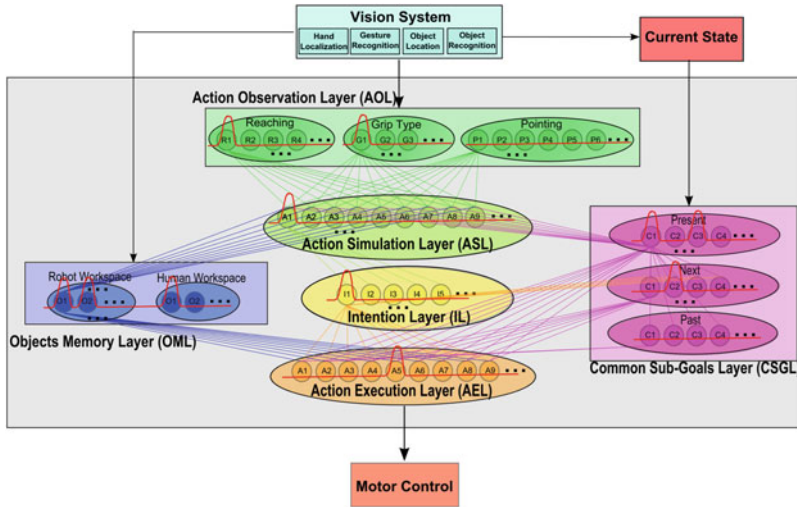 Vision System
Hand Localization
Gesture Recognition
Object Location
Object Recognition
Current State
Action Observation Layer (AOL)
Reaching
R1 R2 R3 R4
Grip Type
G1 G2 G3
Pointing
P1 P2 P3 P4 P5 P6
A1 A2 A3 A4 A5 A6 A7 A8 A9
Action Simulation Layer (ASL)
Present
C1 C2 C3 C4
Next
C1 C2 C3 C4
Past
C1 C2 C3 C4
Common Sub-Goals Layer (CSGL)
Robot Workspace
O1 O2
Human Workspace
O1 O2
Objects Memory Layer (OML)
I1 I2 I3 I4 I5
Intention Layer (IL)
A1 A2 A3 A4 A5 A6 A7 A8 A9
Action Execution Layer (AEL)
Motor Control